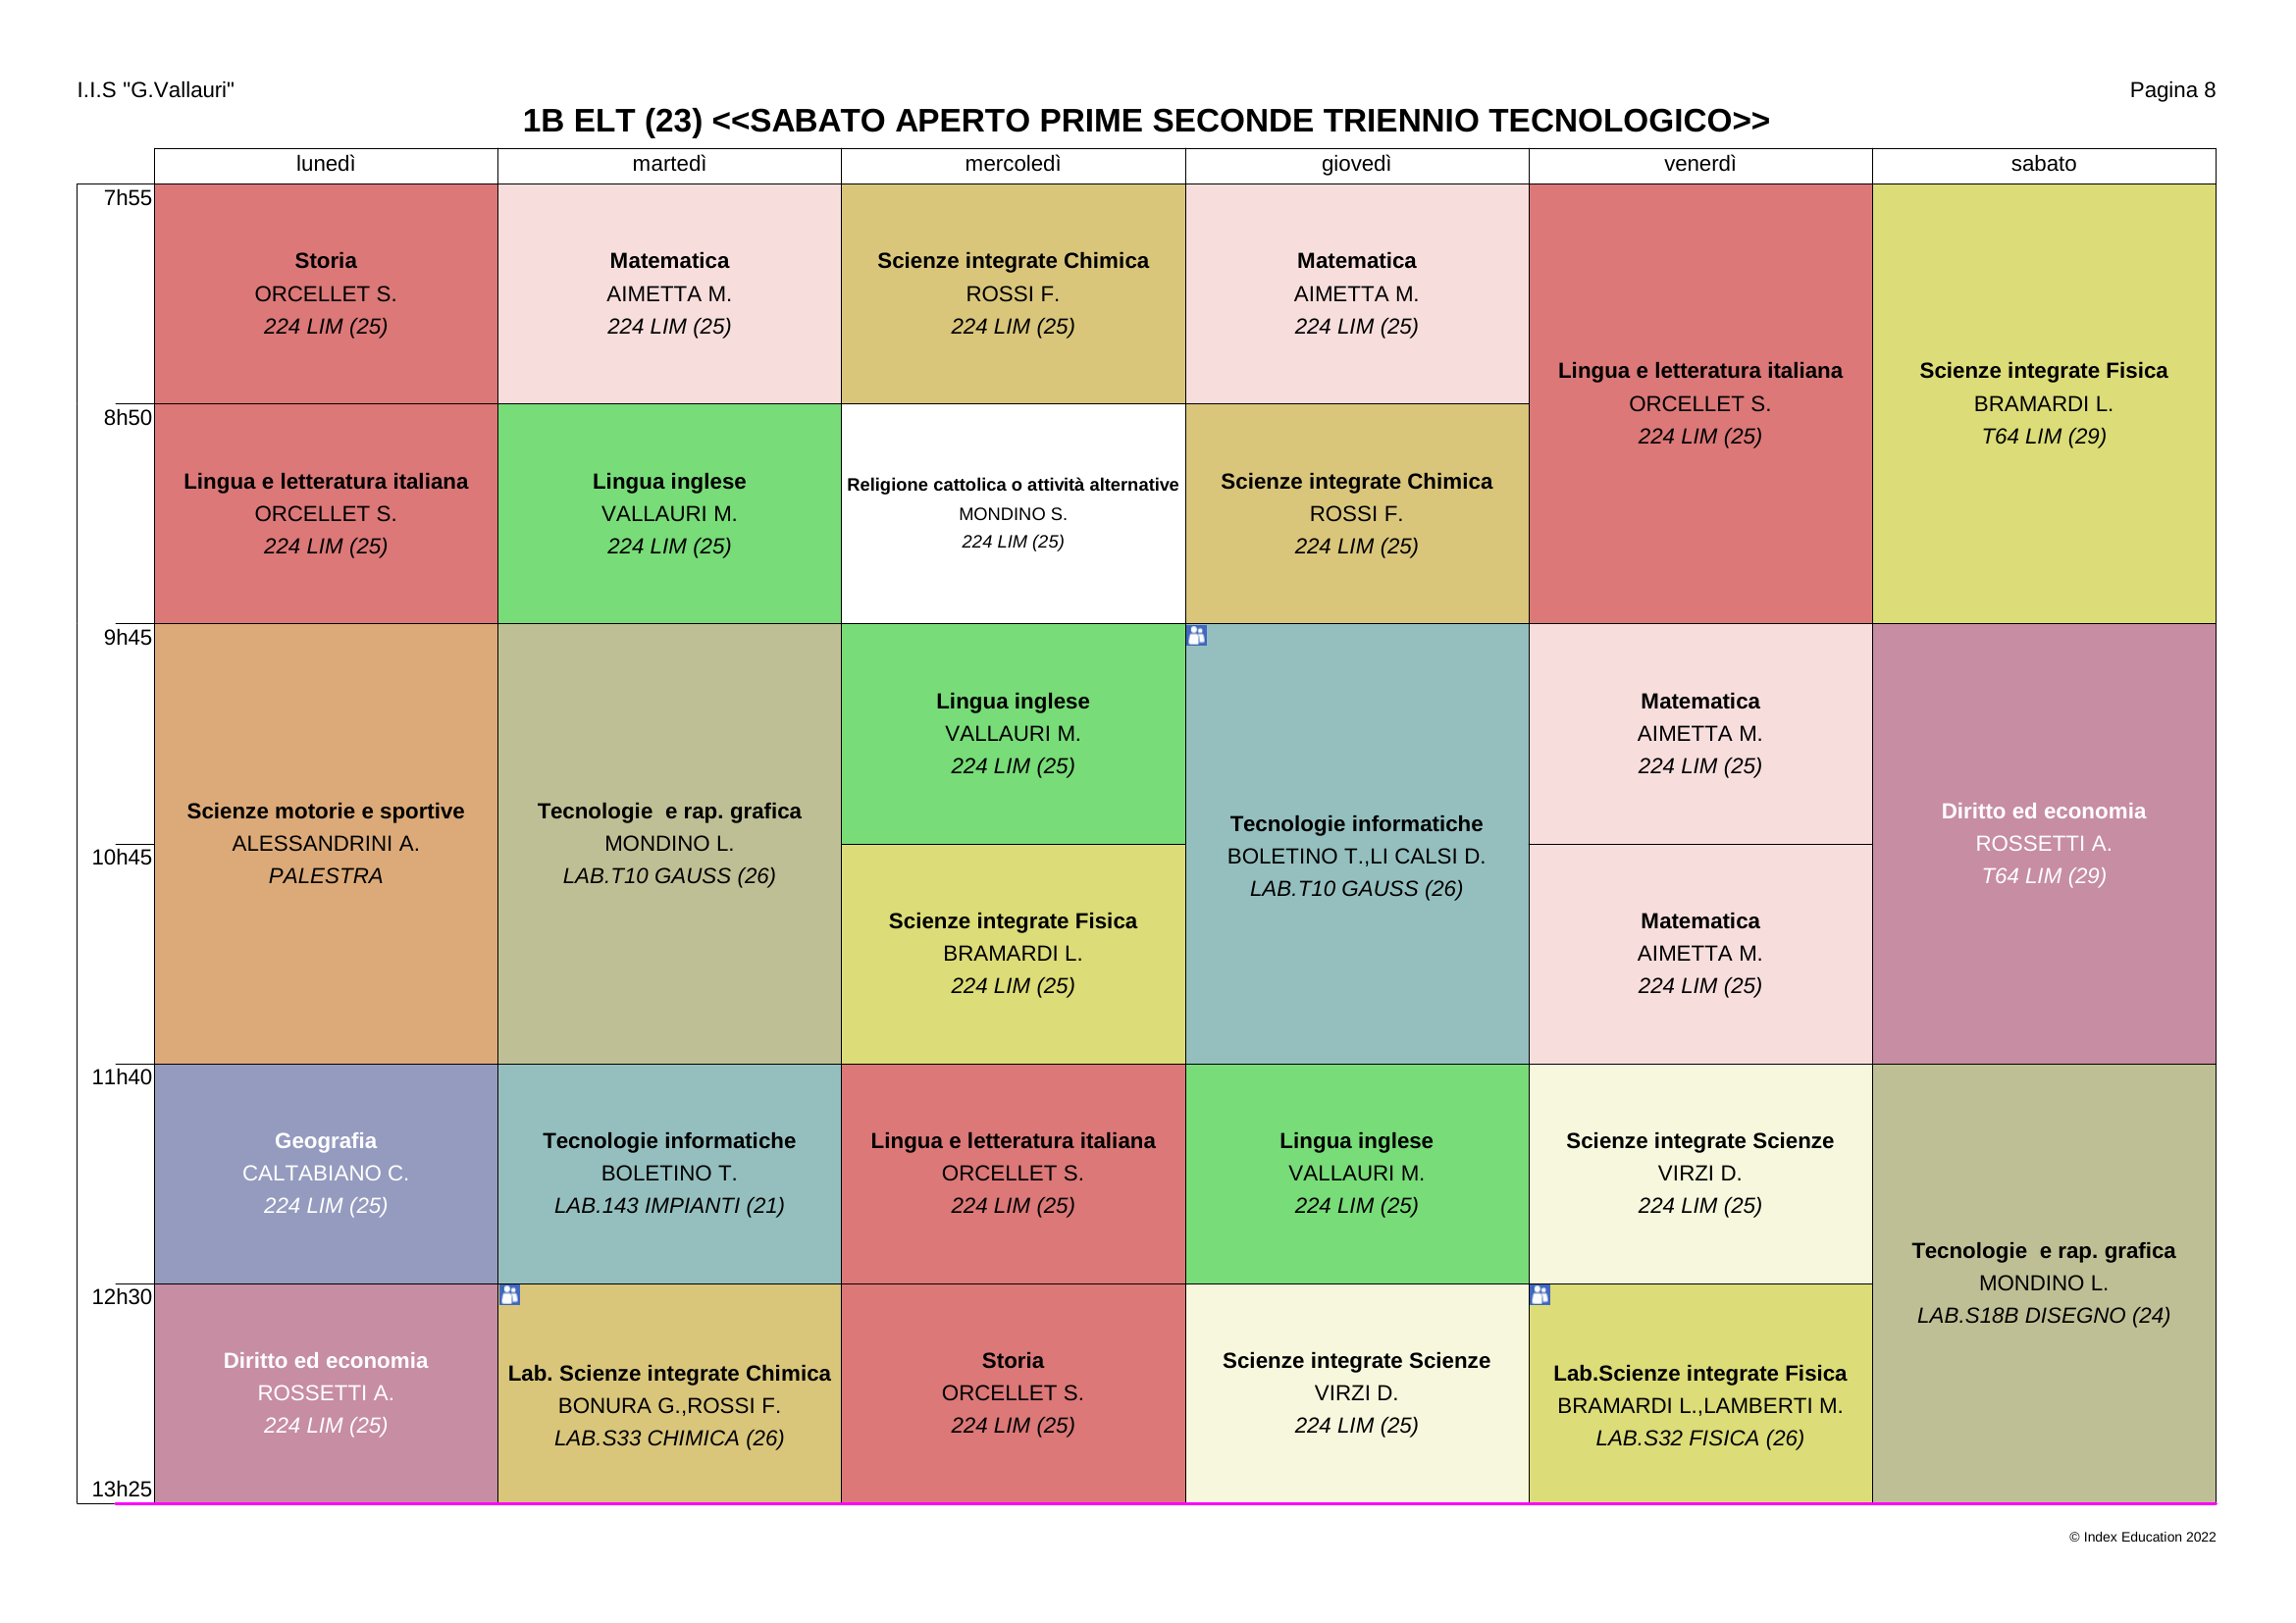 I.I.S "G.Vallauri"
Pagina 8
1B ELT (23) <<SABATO APERTO PRIME SECONDE TRIENNIO TECNOLOGICO>>
lunedì
martedì
mercoledì
giovedì
venerdì
sabato
7h55
Storia
ORCELLET S.
224 LIM (25)
Matematica
AIMETTA M.
224 LIM (25)
Scienze integrate Chimica
ROSSI F.
224 LIM (25)
Matematica
AIMETTA M.
224 LIM (25)
Lingua e letteratura italiana
ORCELLET S.
224 LIM (25)
Scienze integrate Fisica
BRAMARDI L.
T64 LIM (29)
8h50
Lingua e letteratura italiana
ORCELLET S.
224 LIM (25)
Lingua inglese
VALLAURI M.
224 LIM (25)
Religione cattolica o attività alternative
MONDINO S.
224 LIM (25)
Scienze integrate Chimica
ROSSI F.
224 LIM (25)
9h45
Scienze motorie e sportive
ALESSANDRINI A.
PALESTRA
Tecnologie  e rap. grafica
MONDINO L.
LAB.T10 GAUSS (26)
Lingua inglese
VALLAURI M.
224 LIM (25)
Tecnologie informatiche
BOLETINO T.,LI CALSI D.
LAB.T10 GAUSS (26)
Matematica
AIMETTA M.
224 LIM (25)
Diritto ed economia
ROSSETTI A.
T64 LIM (29)
10h45
Scienze integrate Fisica
BRAMARDI L.
224 LIM (25)
Matematica
AIMETTA M.
224 LIM (25)
11h40
Geografia
CALTABIANO C.
224 LIM (25)
Tecnologie informatiche
BOLETINO T.
LAB.143 IMPIANTI (21)
Lingua e letteratura italiana
ORCELLET S.
224 LIM (25)
Lingua inglese
VALLAURI M.
224 LIM (25)
Scienze integrate Scienze
VIRZI D.
224 LIM (25)
Tecnologie  e rap. grafica
MONDINO L.
LAB.S18B DISEGNO (24)
12h30
Diritto ed economia
ROSSETTI A.
224 LIM (25)
Lab. Scienze integrate Chimica
BONURA G.,ROSSI F.
LAB.S33 CHIMICA (26)
Storia
ORCELLET S.
224 LIM (25)
Scienze integrate Scienze
VIRZI D.
224 LIM (25)
Lab.Scienze integrate Fisica
BRAMARDI L.,LAMBERTI M.
LAB.S32 FISICA (26)
13h25
© Index Education 2022